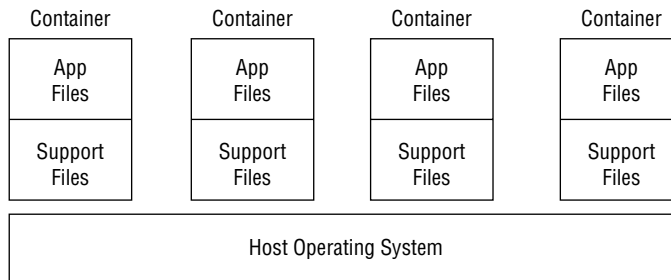 Container Container Container Container
App App App App
Files Files Files Files
Support Support Support Support
Files Files Files Files
Host Operating System